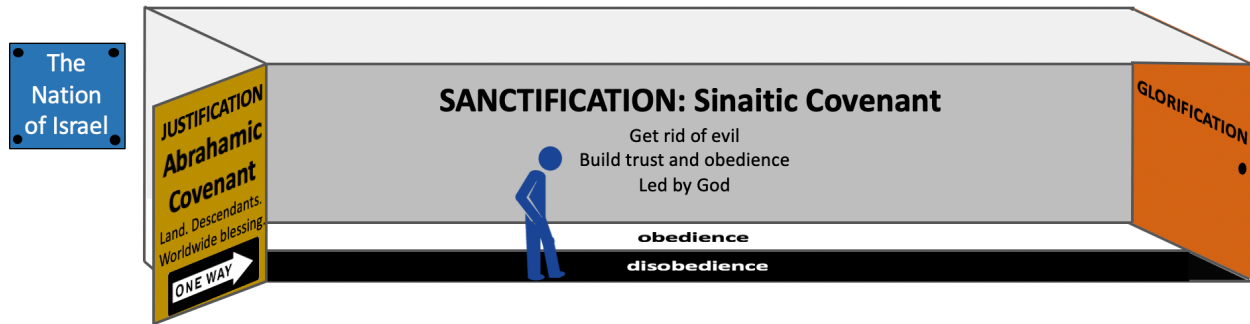 The
Nation
of Israel
JUSTIFICATION
Abrahamic
Covenant
Land. Descendants.
Worldwide blessing.
ONE WAY
SANCTIFICATION: Sinaitic Covenant
Get rid of evil
Build trust and obedience
Led by God
obedience
disobedience
GLORIFICATION